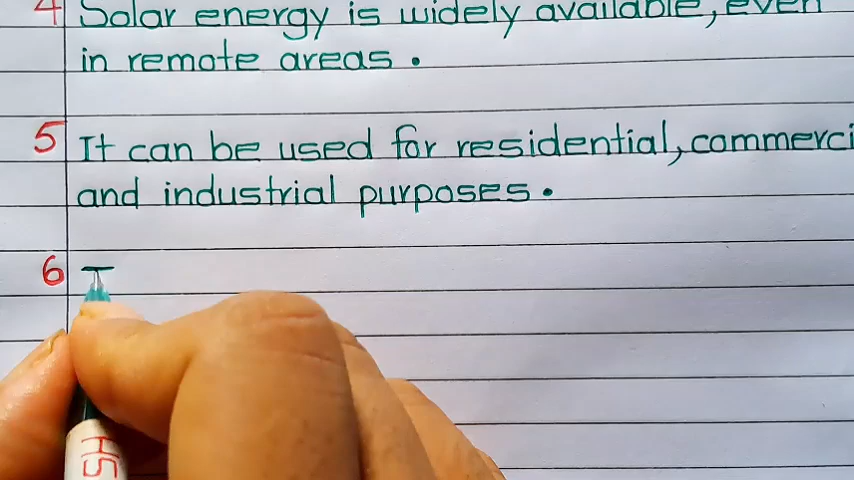 4 Solar energy is widely available, even
in remote areas.
5 It can be used for residential, commerci
and industrial purposes.
6
HS